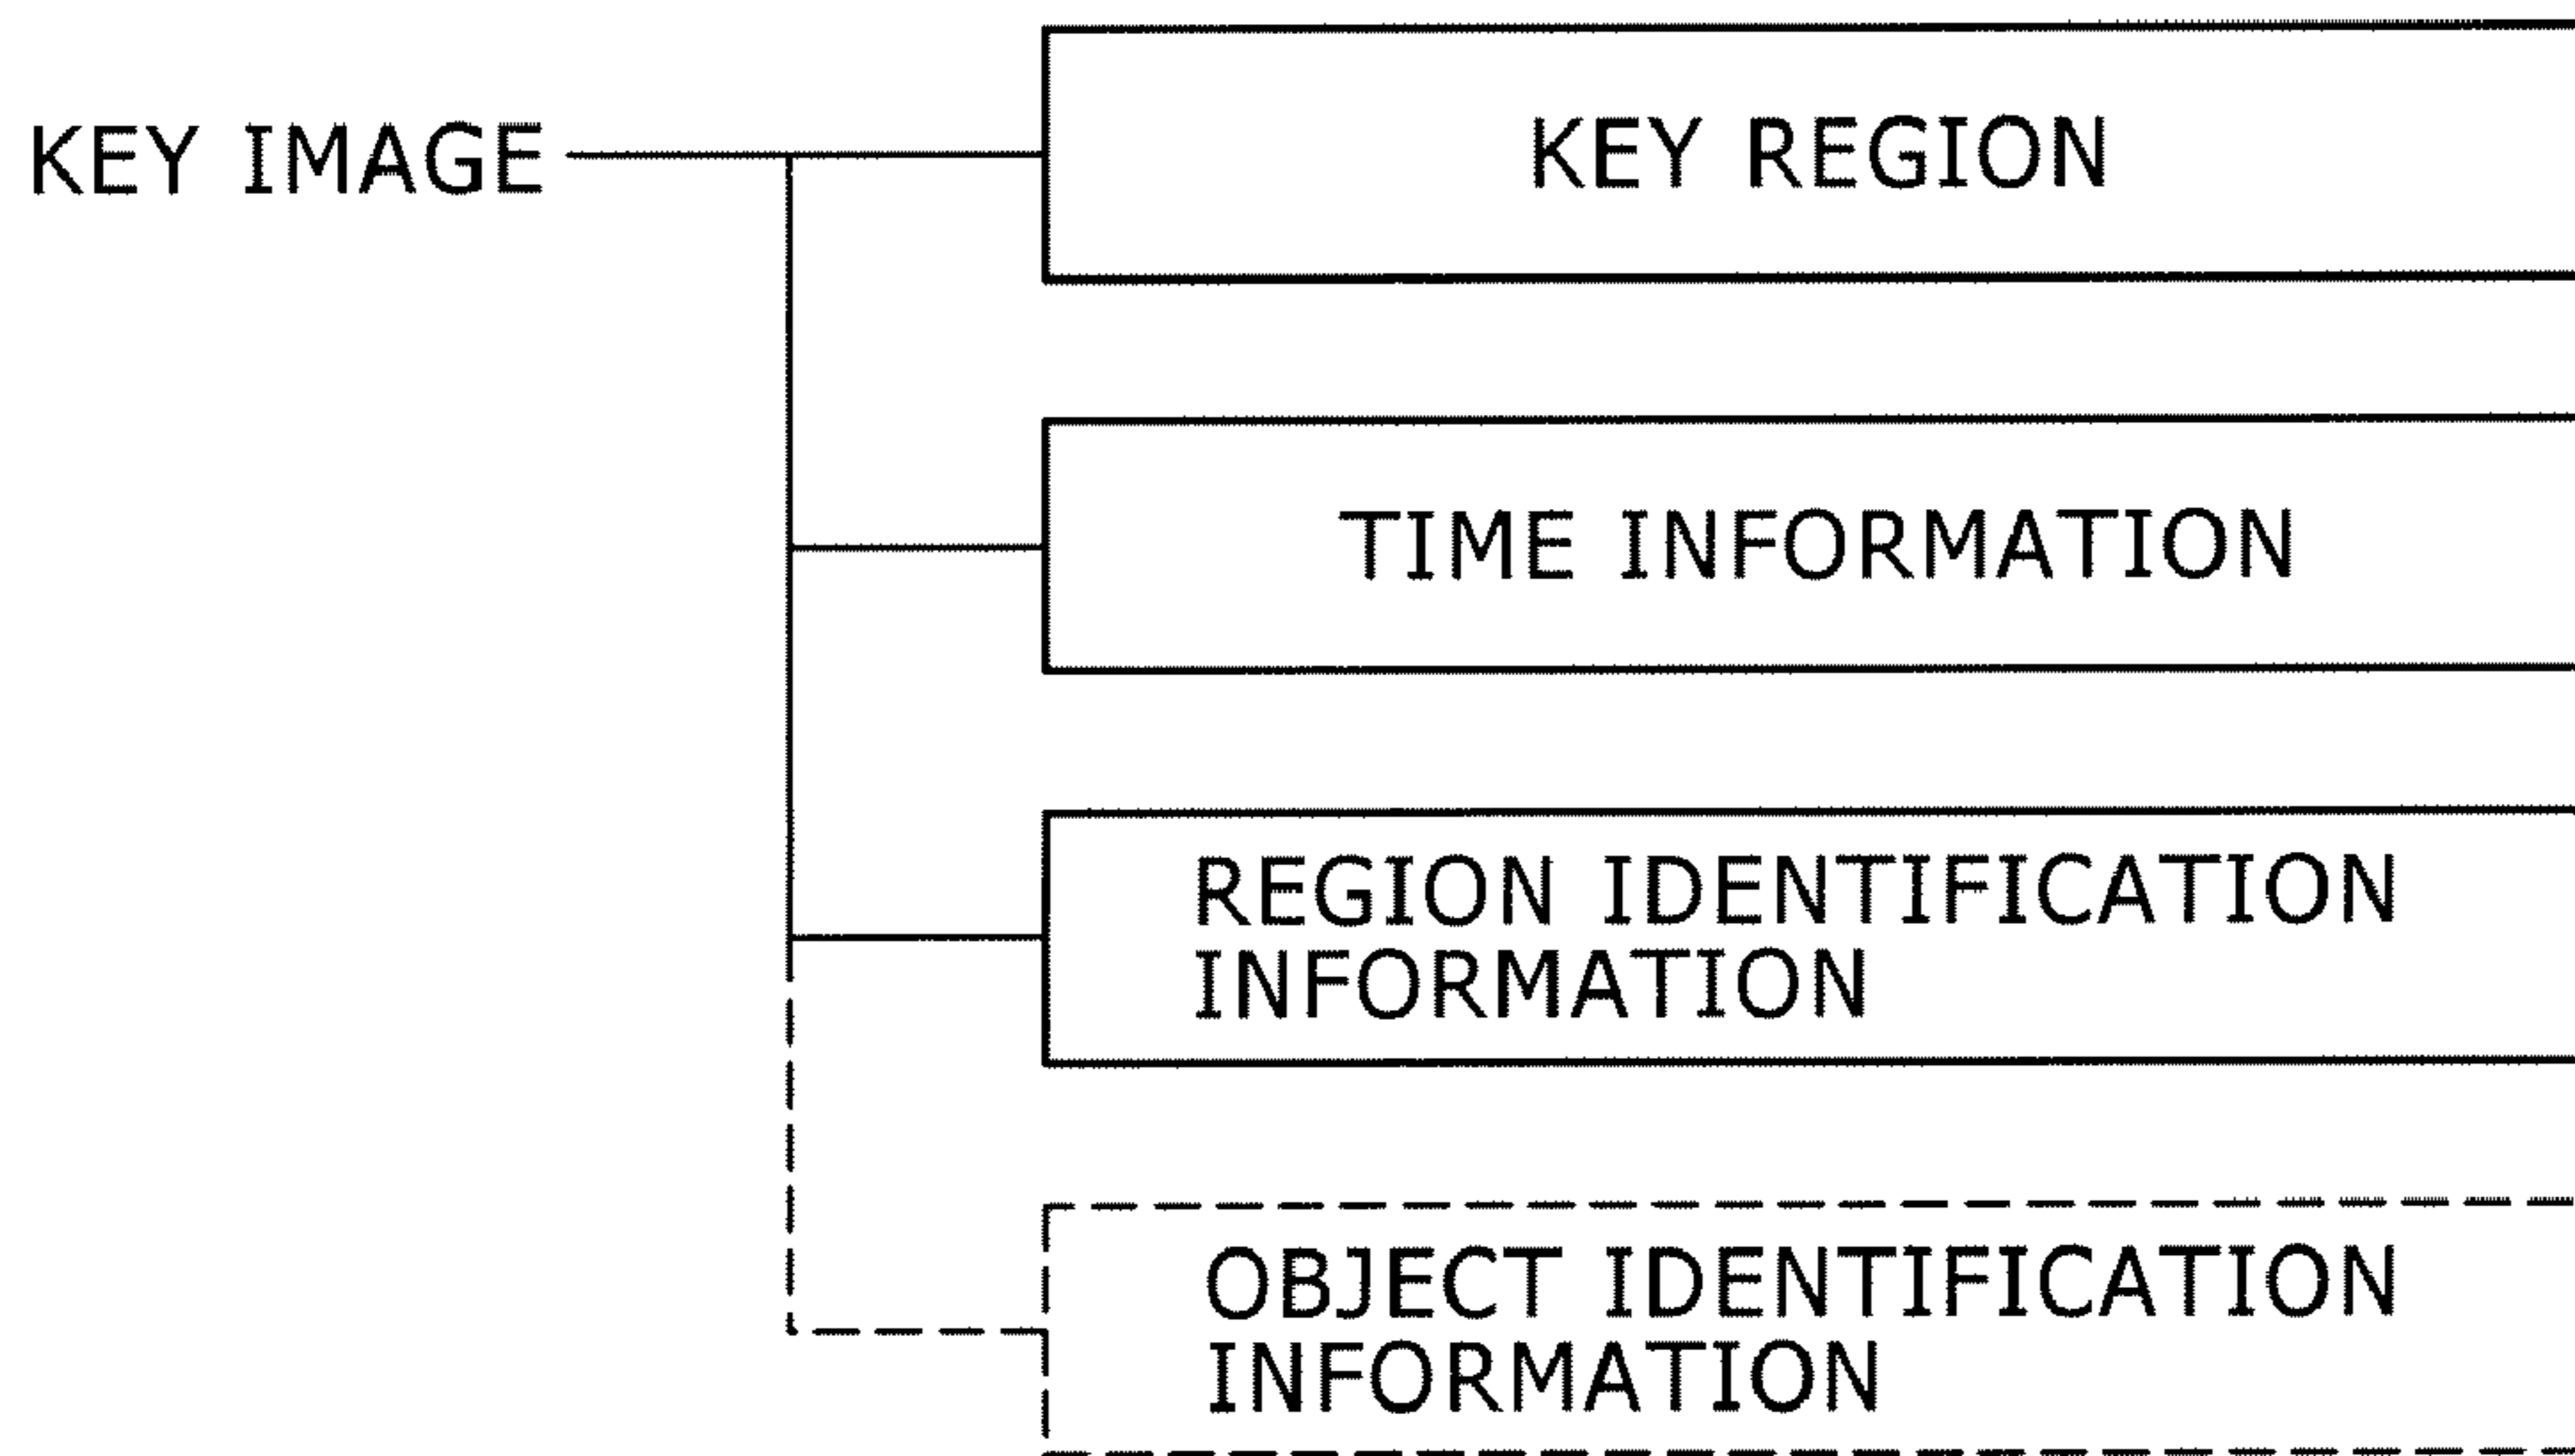 KEY IMAGE
KEY REGION
TIME INFORMATION
REGION IDENTIFICATION
INFORMATION
OBJECT IDENTIFICATION
INFORMATION